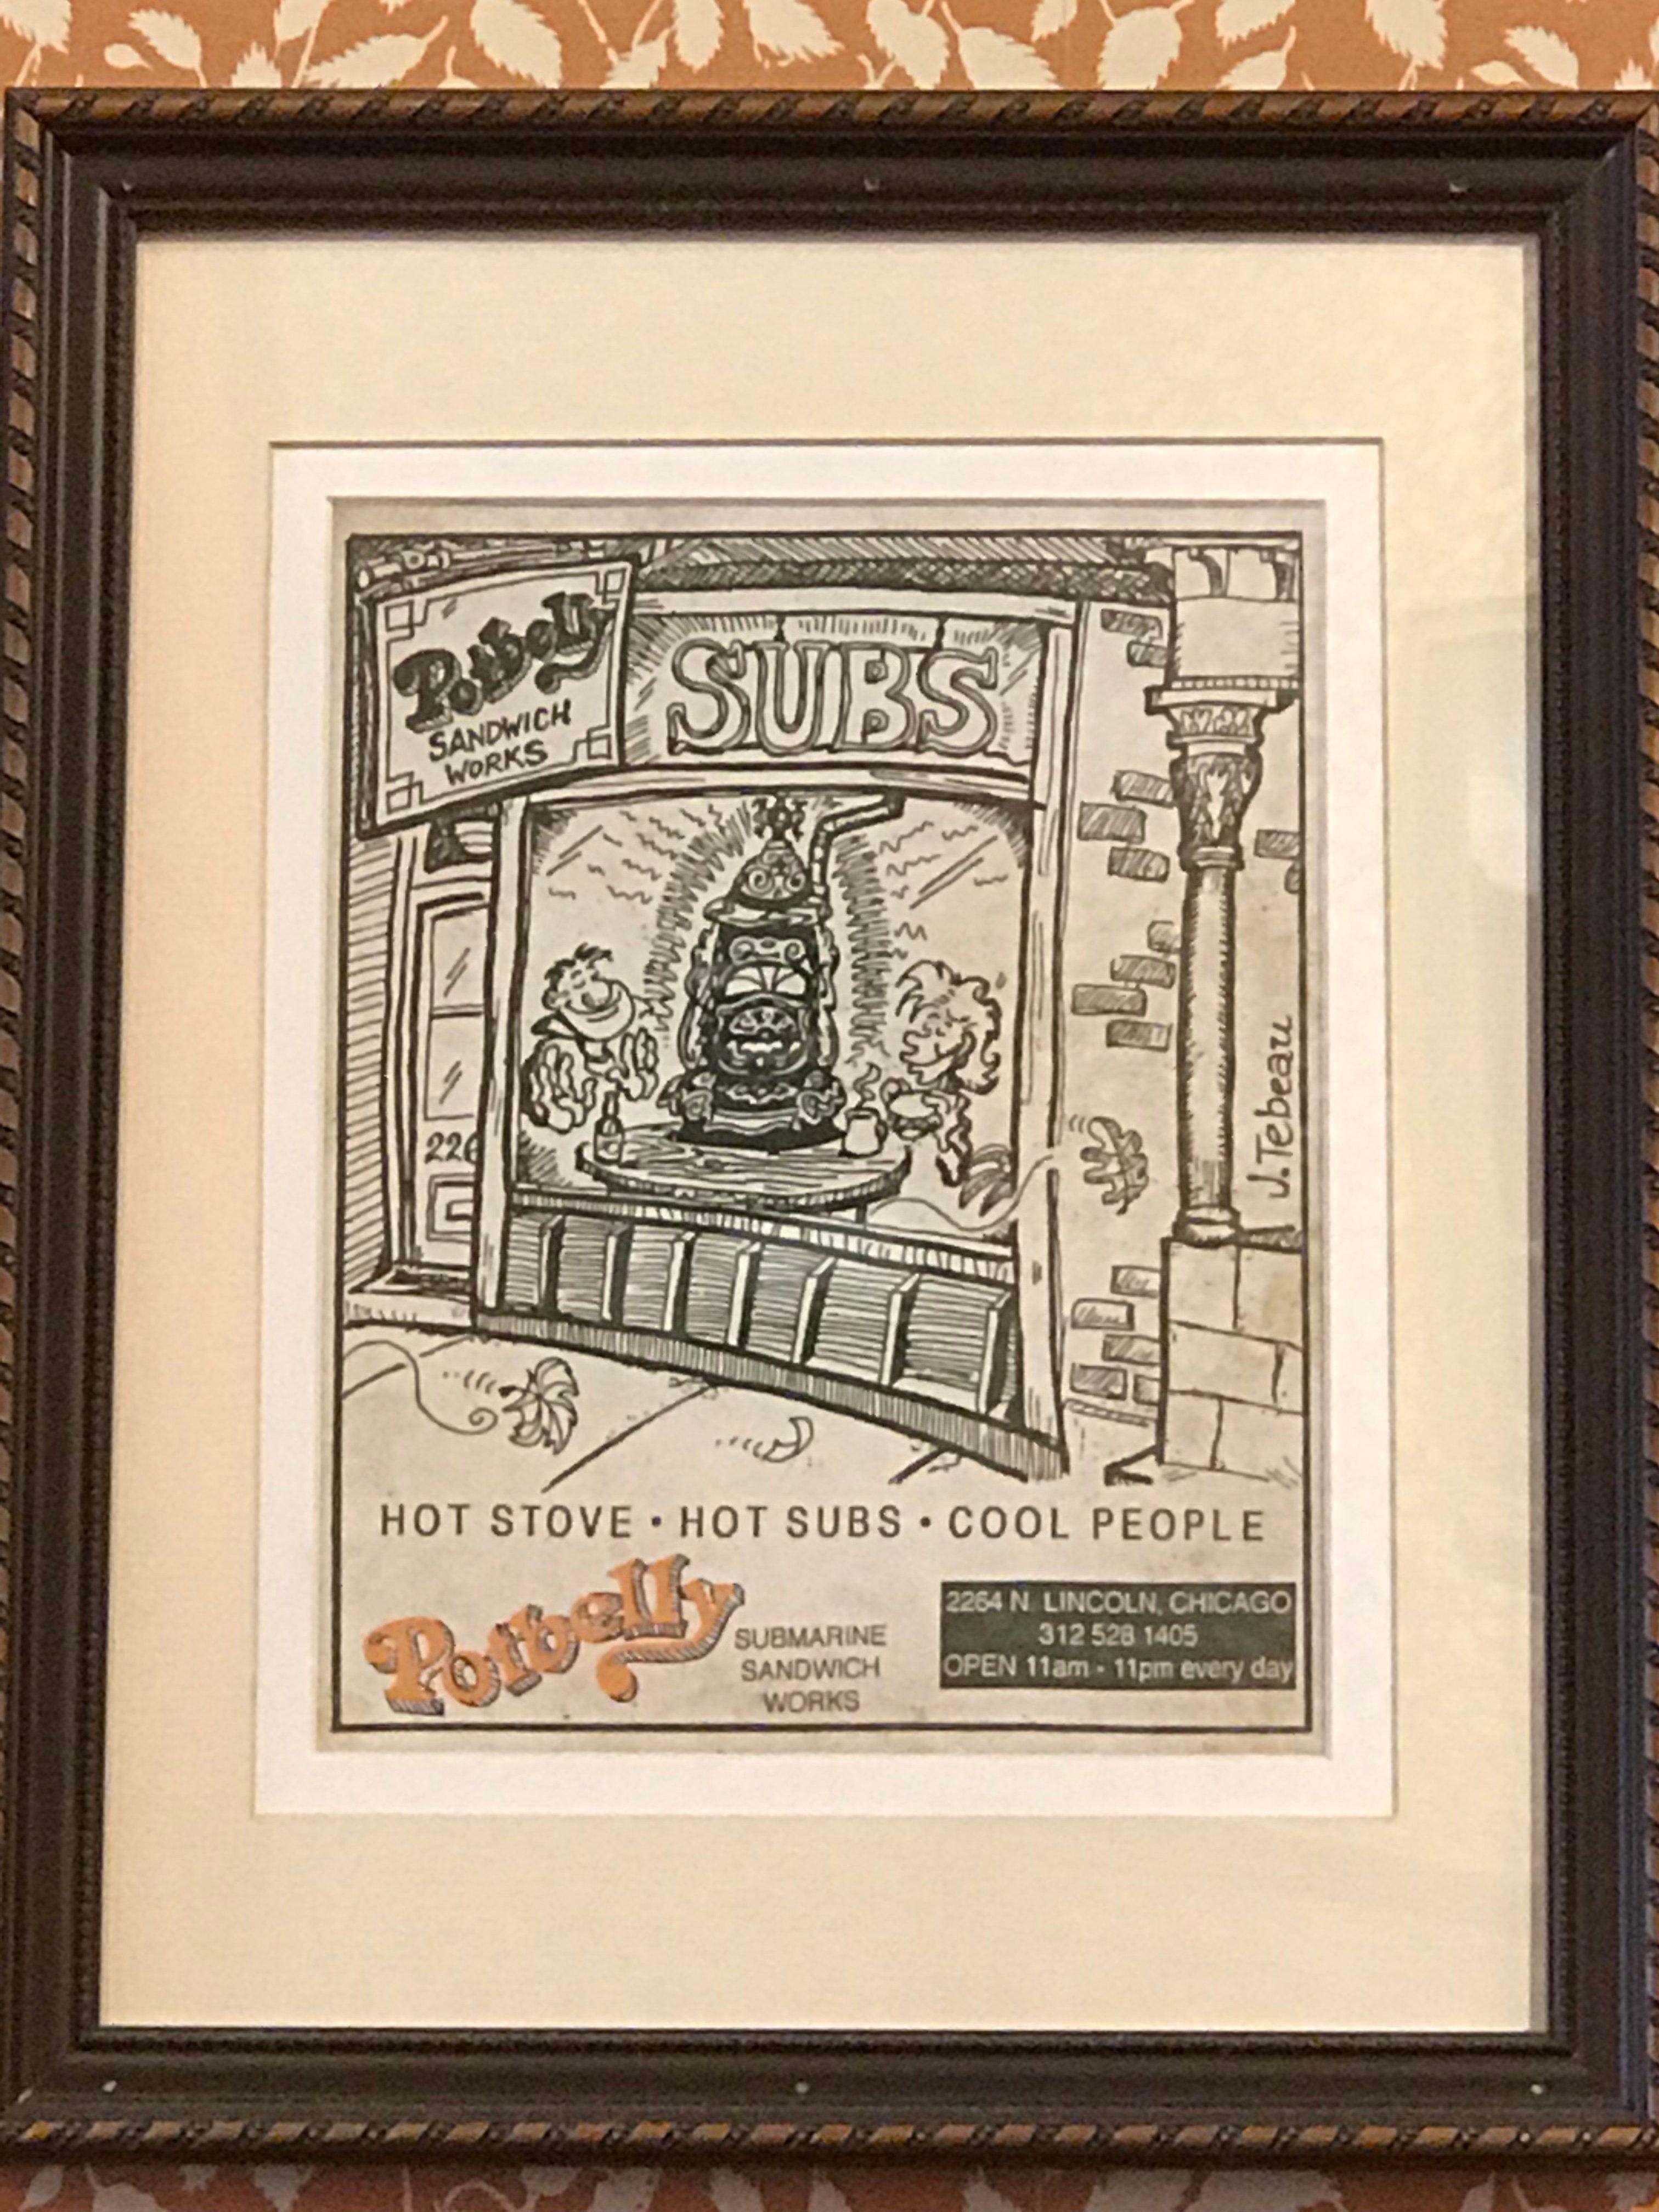 Potbelly
SANDWICH
WORKS
SUBS
226
J. Tebeau
HOT STOVE • HOT SUBS • COOL PEOPLE
Potbelly
SUBMARINE
SANDWICH
WORKS
2264 N. LINCOLN, CHICAGO
312 528 1405
OPEN 11am - 11pm every day